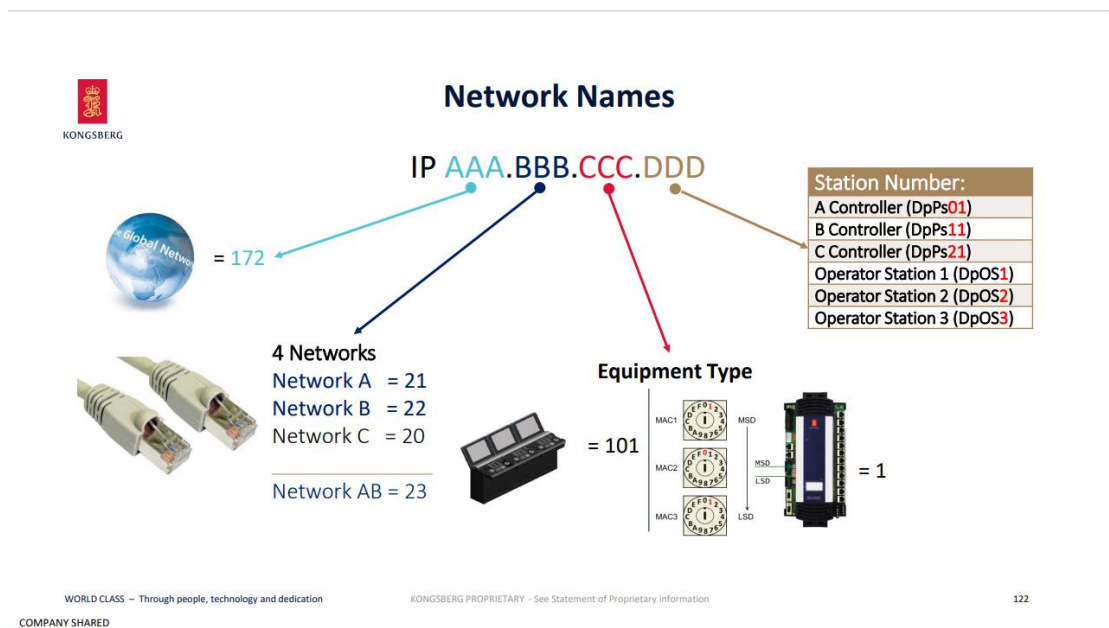 KONGSBERG
Network Names
IP AAA.BBB.CCC.DDD
The Global Network
= 172
Station Number:
A Controller (DpPs01)
B Controller (DpPs11)
C Controller (DpPs21)
Operator Station 1 (DpOS1)
Operator Station 2 (DpOS2)
Operator Station 3 (DpOS3)
4 Networks
Network A = 21
Network B = 22
Network C = 20
Network AB = 23
= 101
Equipment Type
MAC1
MSD
MAC2
MSD
LSD
MAC3
LSD
= 1
WORLD CLASS – Through people, technology and dedication
KONGSBERG PROPRIETARY - See Statement of Proprietary information
122
COMPANY SHARED